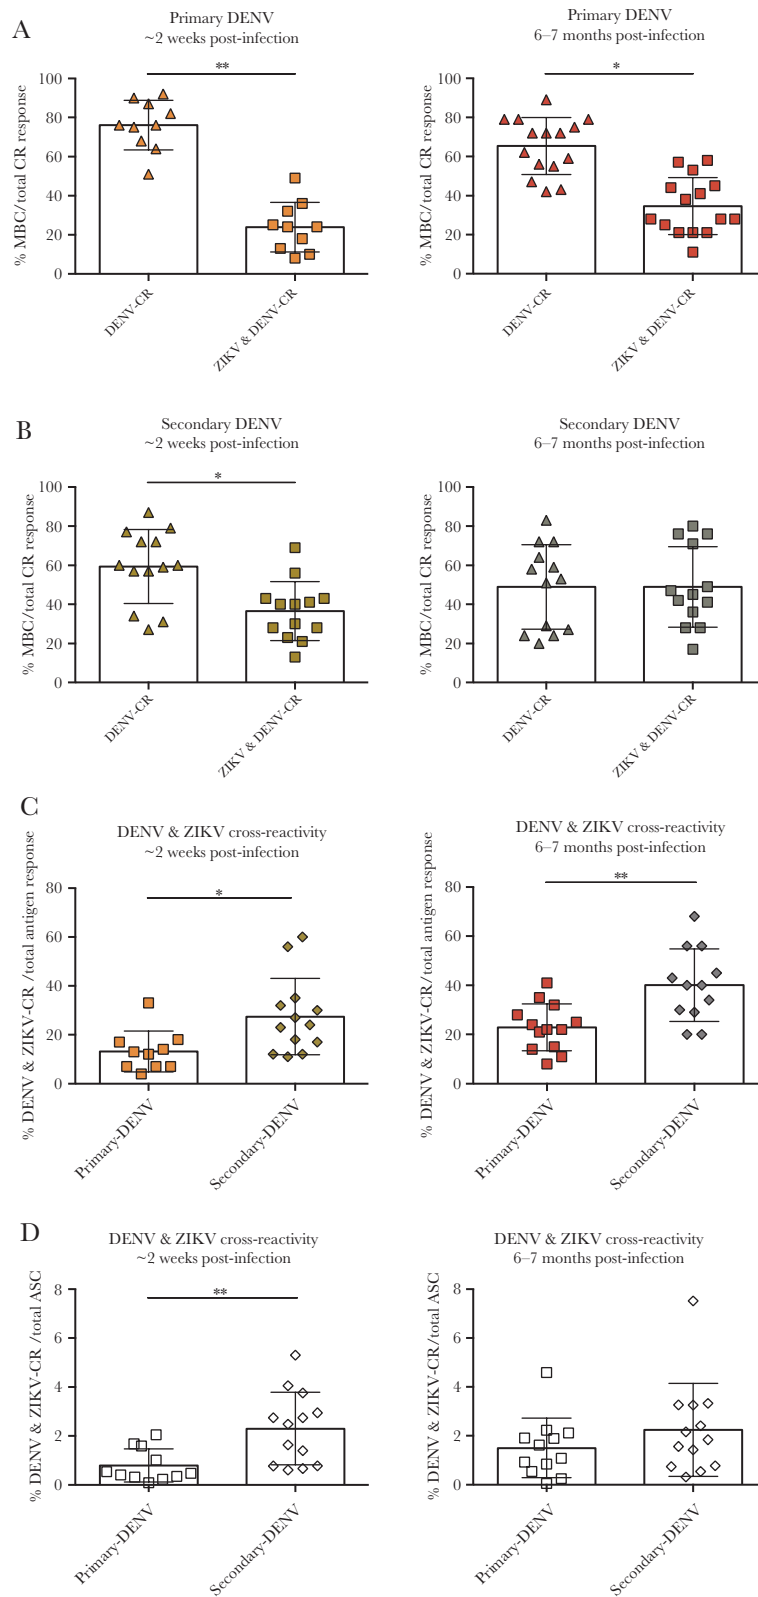 A
Primary DENV
~2 weeks post-infection
**
% MBC/total CR response
100
80
60
40
20
0
DENV-CR
ZIKV & DENV-CR
Primary DENV
6–7 months post-infection
*
% MBC/total CR response
100
80
60
40
20
0
DENV-CR
ZIKV & DENV-CR
B
Secondary DENV
~2 weeks post-infection
*
% MBC/total CR response
100
80
60
40
20
0
DENV-CR
ZIKV & DENV-CR
Secondary DENV
6–7 months post-infection
% MBC/total CR response
100
80
60
40
20
0
DENV-CR
ZIKV & DENV-CR
C
DENV & ZIKV cross-reactivity
~2 weeks post-infection
*
% DENV & ZIKV-CR /total antigen response
80
60
40
20
0
Primary-DENV
Secondary-DENV
DENV & ZIKV cross-reactivity
6–7 months post-infection
**
% DENV & ZIKV-CR/total antigen response
80
60
40
20
0
Primary-DENV
Secondary-DENV
D
DENV & ZIKV cross-reactivity
~2 weeks post-infection
**
% DENV & ZIKV-CR /total ASC
8
6
4
2
0
Primary-DENV
Secondary-DENV
DENV & ZIKV cross-reactivity
6–7 months post-infection
% DENV & ZIKV-CR/total ASC
8
6
4
2
0
Primary-DENV
Secondary-DENV